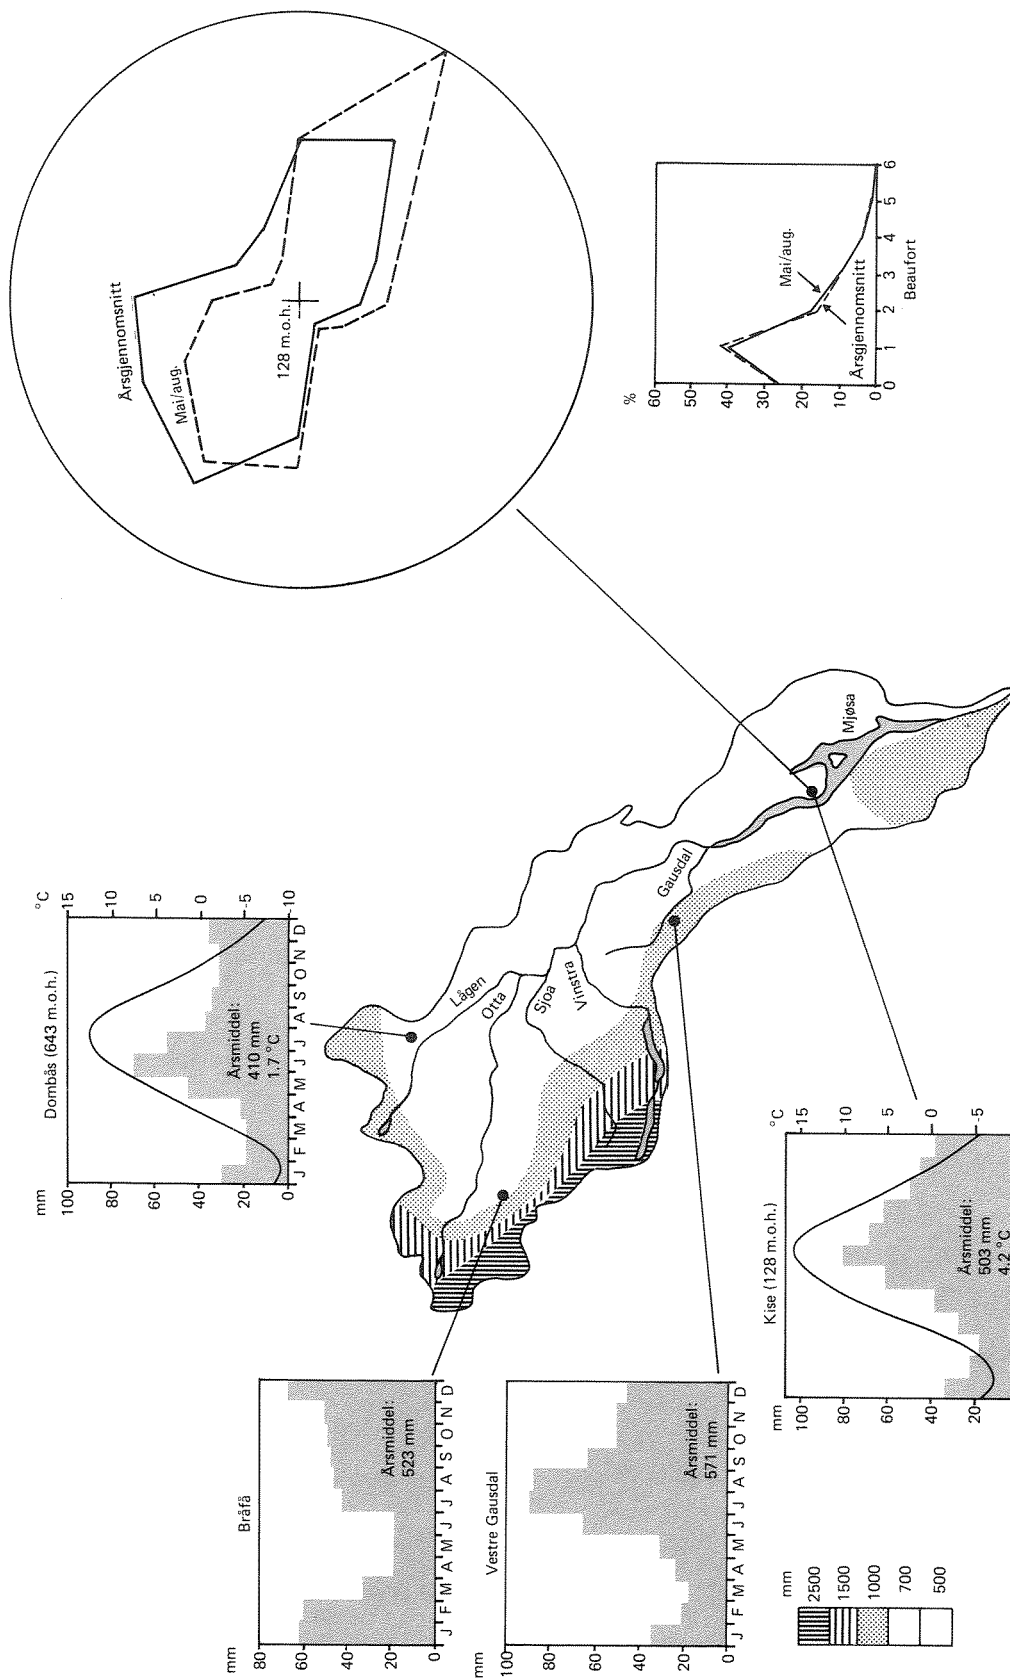 Bråfå
mm
80
60
40
20
0
J F M A M J J A S O N D
Årsmiddel:
523 mm
Vestre Gausdal
mm
100
80
60
40
20
0
J F M A M J J A S O N D
Årsmiddel:
571 mm
mm
2500
1500
1000
700
500
Dombås (643 m.o.h.)
mm
100
80
60
40
20
0
°C
15
10
5
0
-5
-10
J F M A M J J A S O N D
Årsmiddel:
410 mm
1.7 °C
Kise (128 m.o.h.)
mm
100
80
60
40
20
°C
15
10
5
0
-5
Årsmiddel:
503 mm
4.2 °C
Lågen
Otta
Sjoa
Vinstra
Gausdal
Mjøsa
Årsgjennomsnitt
Mai/aug.
128 m.o.h.
%
60
50
40
30
20
10
0
0 1 2 3 4 5 6
Beaufort
Mai/aug.
Årsgjennomsnitt